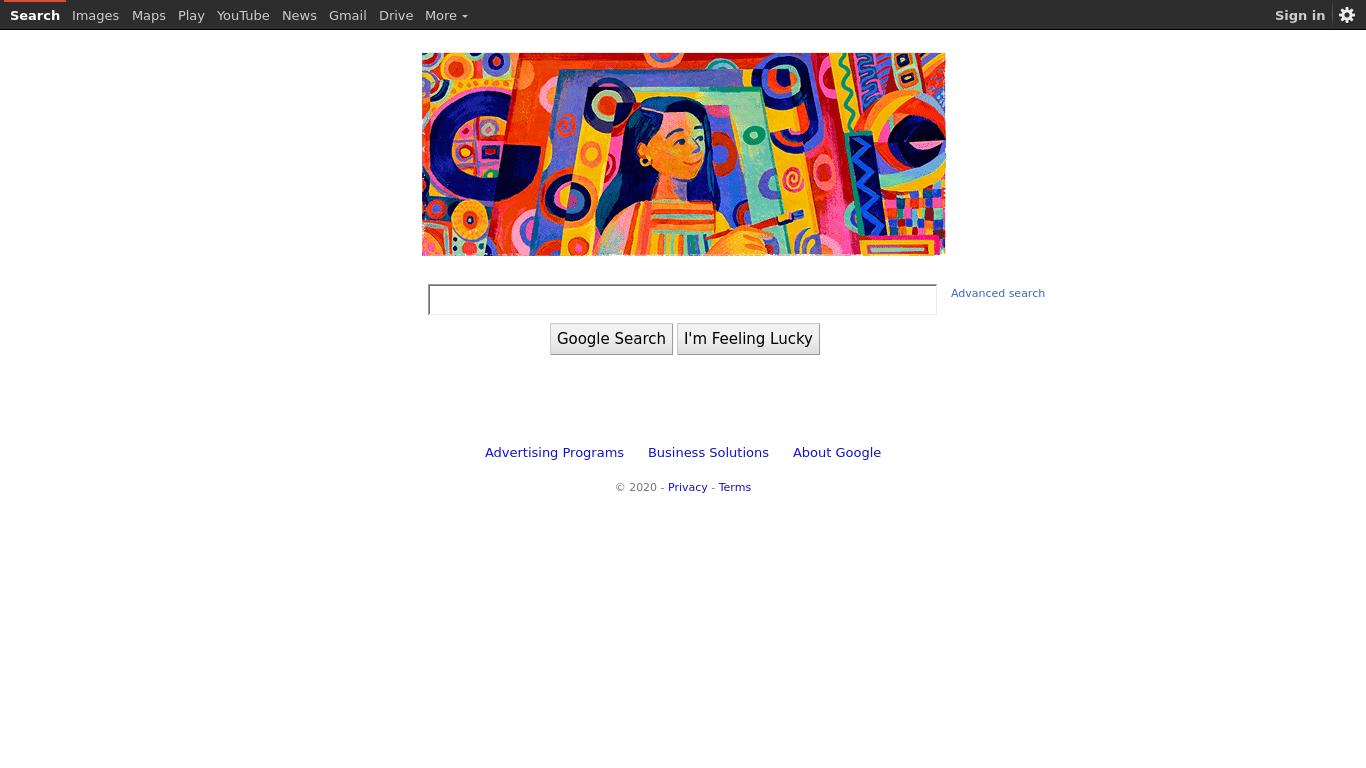 Search Images Maps Play YouTube News Gmail Drive More Sign in
Advanced search
Google Search I'm Feeling Lucky
Advertising Programs Business Solutions About Google
© 2020 - Privacy - Terms